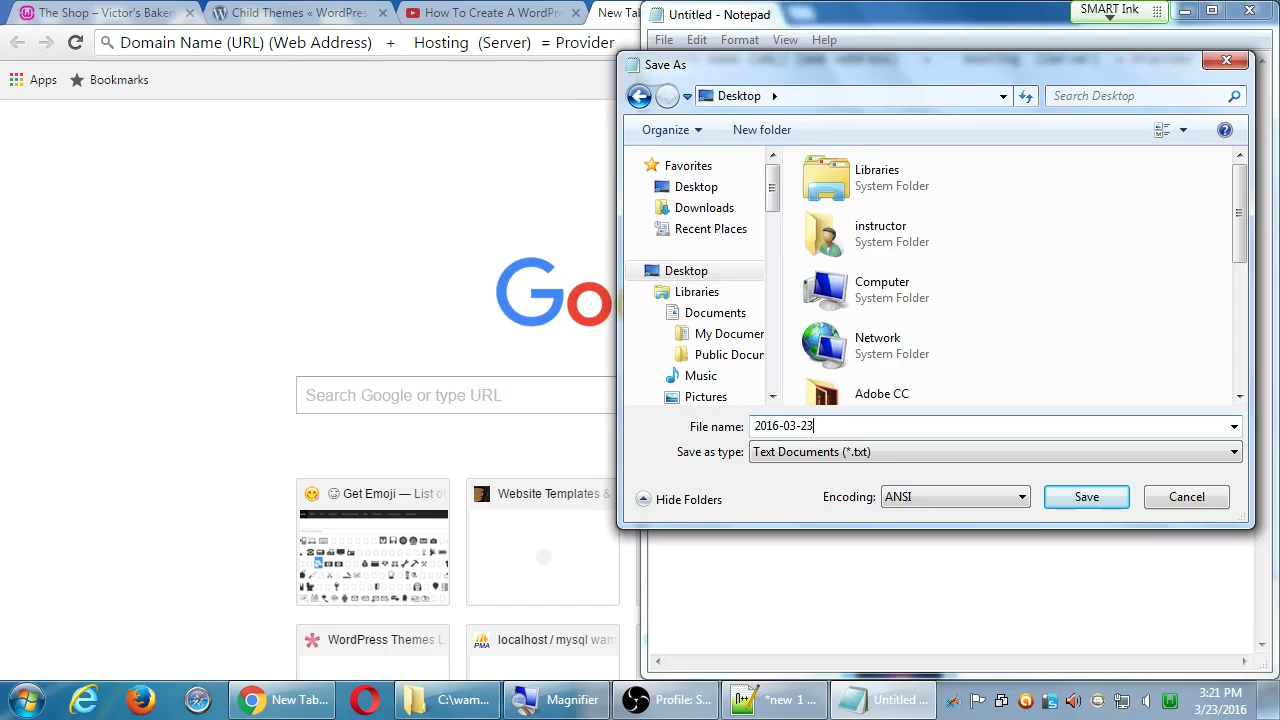 The Shop – Victor's Baker
Child Themes « WordPres
How To Create A WordPre
New Tab
Untitled - Notepad
SMART Ink
Domain Name (URL) (Web Address) + Hosting (Server) = Provider
File Edit Format View Help
Apps
Bookmarks
Save As
Desktop
Search Desktop
Organize
New folder
Favorites
Desktop
Downloads
Recent Places
Desktop
Libraries
Documents
My Documer
Public Docur
Music
Pictures
Libraries
System Folder
instructor
System Folder
Computer
System Folder
Network
System Folder
Adobe CC
Google
Search Google or type URL
File name: 2016-03-23
Save as type: Text Documents (*.txt)
Hide Folders
Encoding: ANSI
Save
Cancel
Get Emoji — List of
Website Templates &
WordPress Themes L
localhost / mysql wam
PMA
New Tab...
C:\wam...
Magnifier
Profile: S...
*new 1 ...
Untitled ...
3:21 PM
3/23/2016